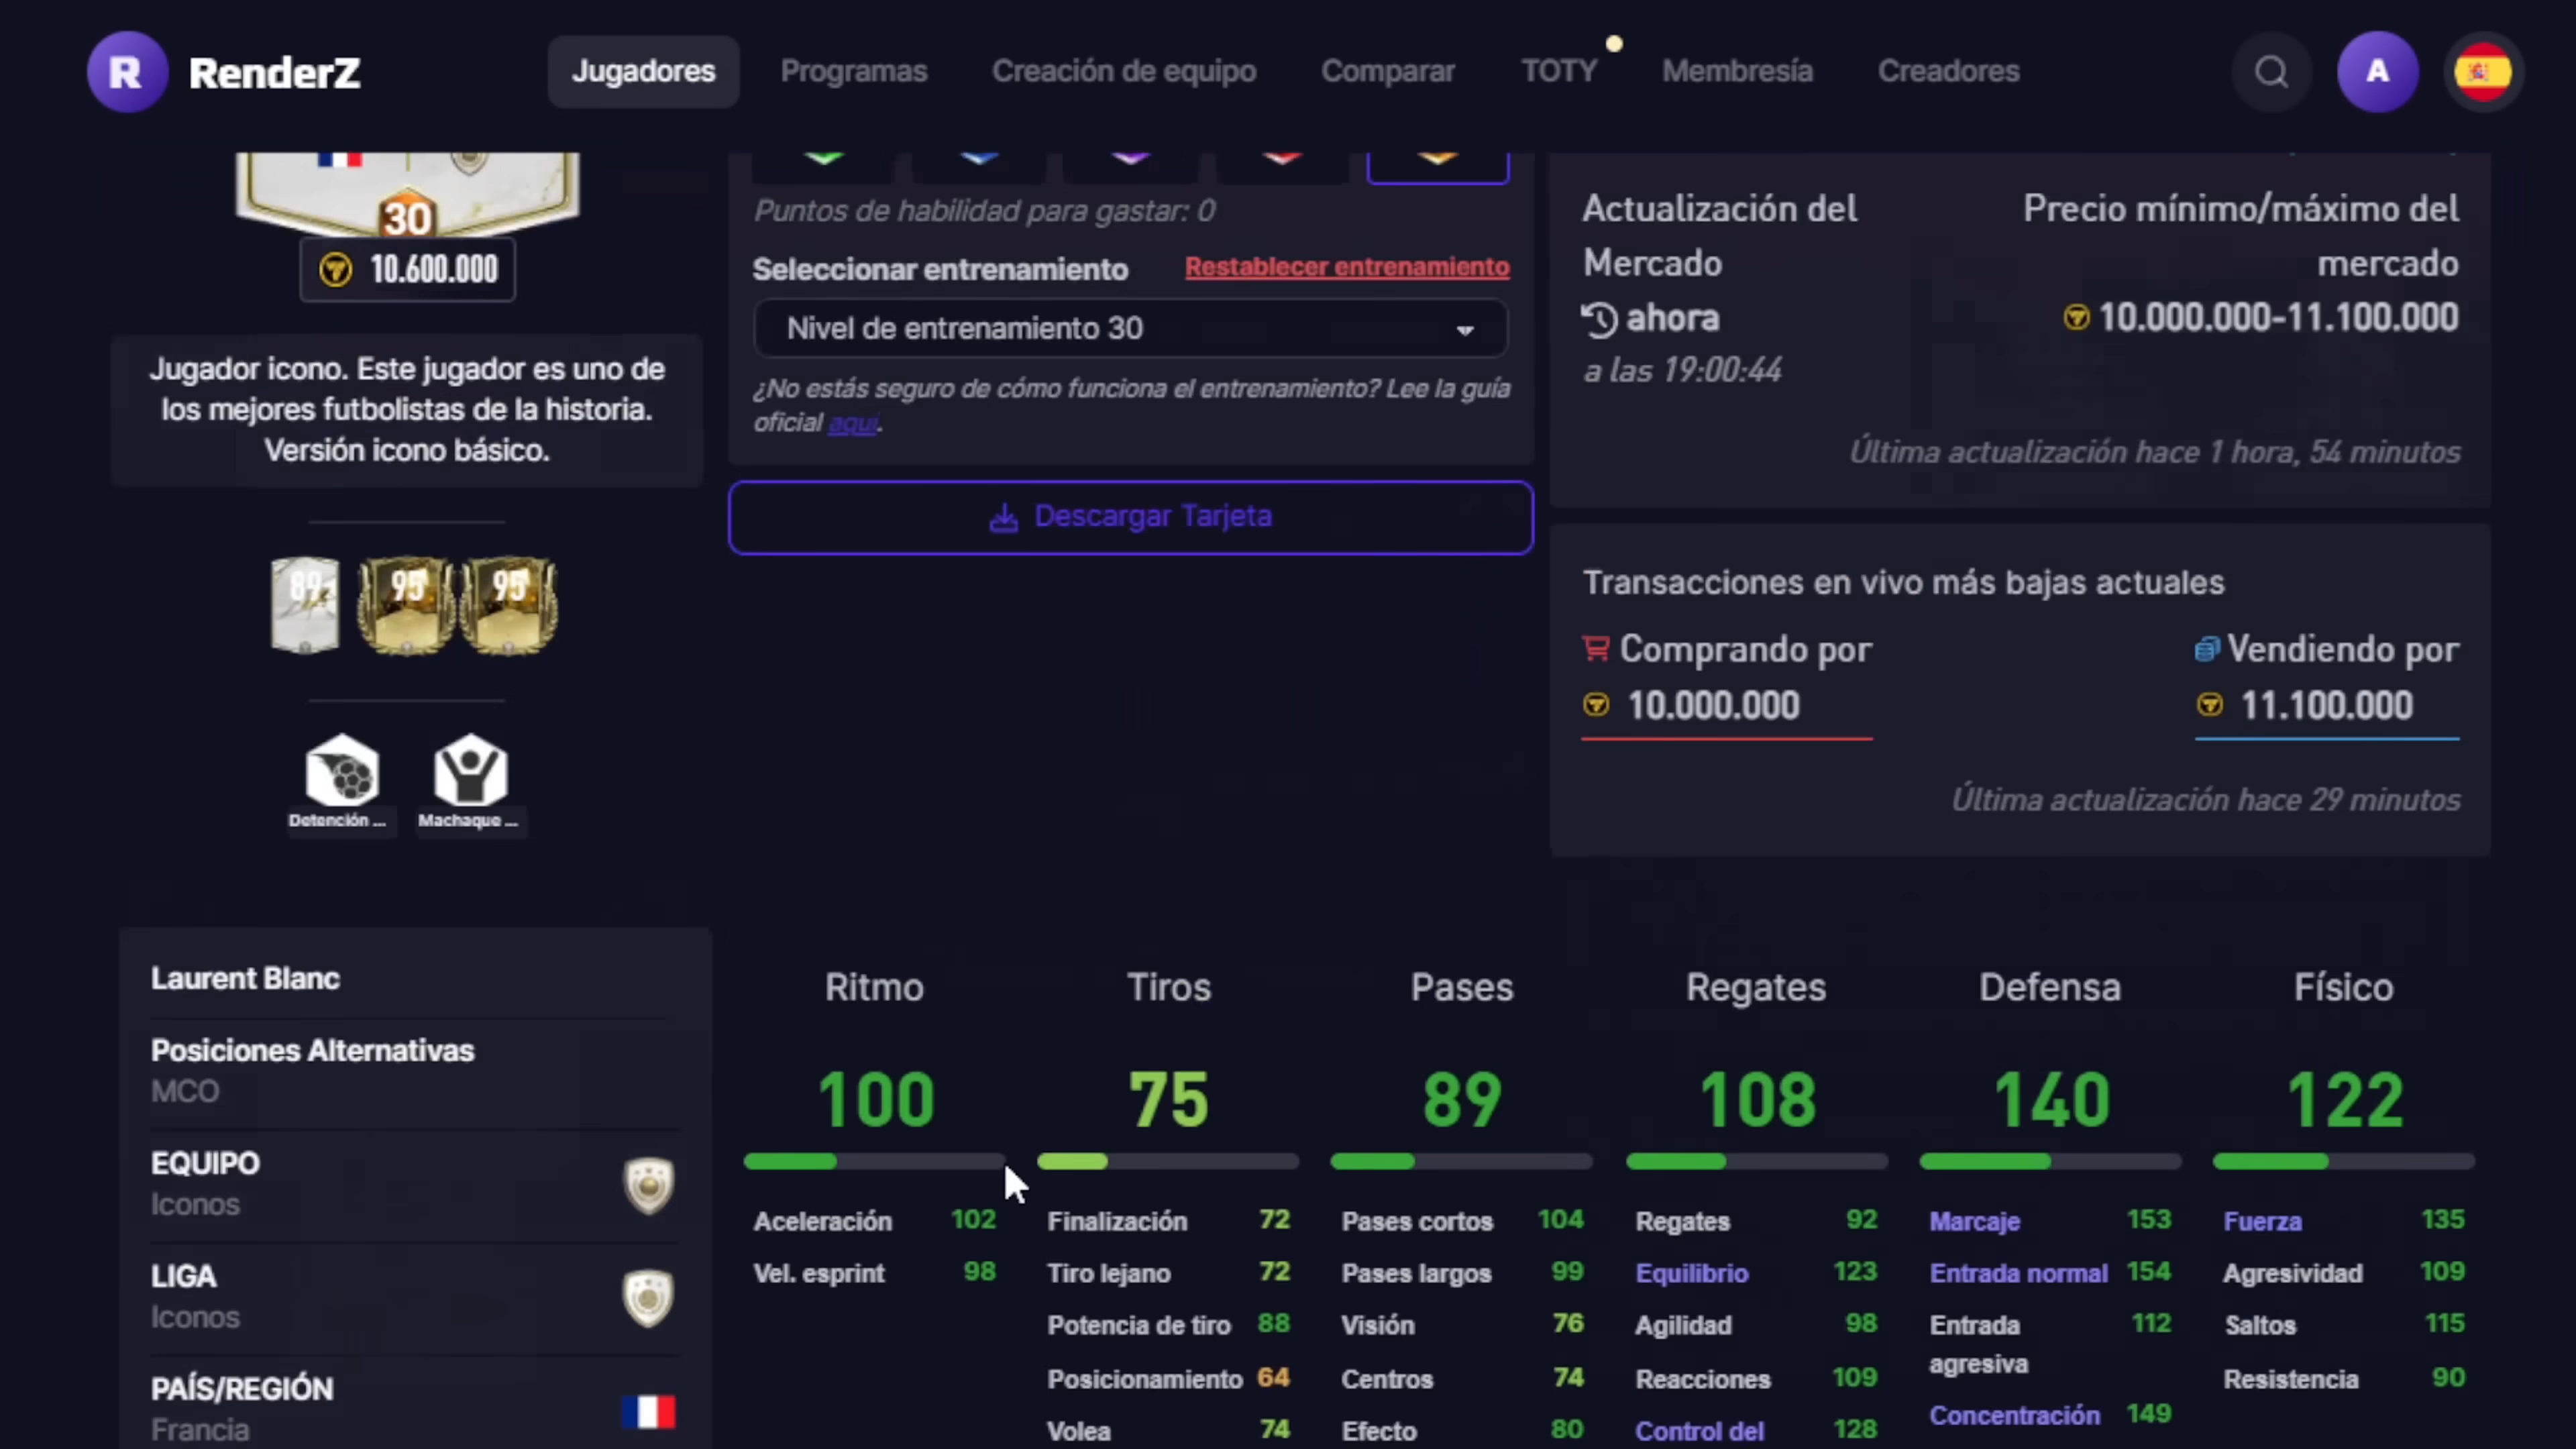 R RenderZ
Jugadores
Programas
Creación de equipo
Comparar
TOTY
Membresía
Creadores
A
30
10.600.000
Jugador icono. Este jugador es uno de
los mejores futbolistas de la historia.
Versión icono básico.
89
95
95
Detención ...
Machaque ...
Puntos de habilidad para gastar: 0
Seleccionar entrenamiento
Restablecer entrenamiento
Nivel de entrenamiento 30
¿No estás seguro de cómo funciona el entrenamiento? Lee la guía
oficial aquí.
Descargar Tarjeta
Actualización del
Mercado
ahora
a las 19:00:44
Precio mínimo/máximo del
mercado
10.000.000-11.100.000
Última actualización hace 1 hora, 54 minutos
Transacciones en vivo más bajas actuales
Comprando por
10.000.000
Vendiendo por
11.100.000
Última actualización hace 29 minutos
Laurent Blanc
Posiciones Alternativas
MCO
EQUIPO
Iconos
LIGA
Iconos
PAÍS/REGIÓN
Francia
Ritmo
100
Aceleración 102
Vel. esprint 98
Tiros
75
Finalización 72
Tiro lejano 72
Potencia de tiro 88
Posicionamiento 64
Volea 74
Pases
89
Pases cortos 104
Pases largos 99
Visión 76
Centros 74
Efecto 80
Regates
108
Regates 92
Equilibrio 123
Agilidad 98
Reacciones 109
Control del 128
Defensa
140
Marcaje 153
Entrada normal 154
Entrada 112
agresiva
Concentración 149
Físico
122
Fuerza 135
Agresividad 109
Saltos 115
Resistencia 90